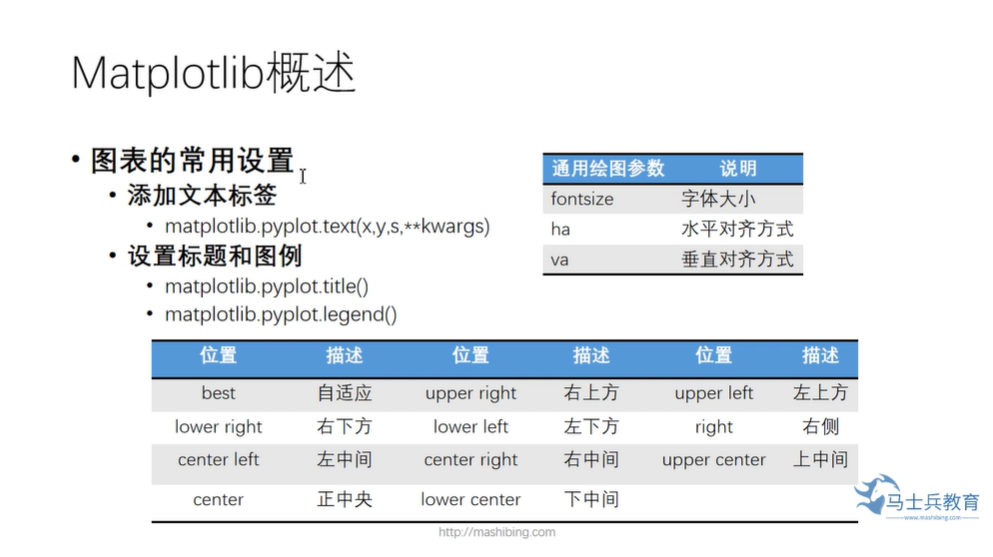 Matplotlib概述
• 图表的常用设置
• 添加文本标签
• matplotlib.pyplot.text(x,y,s,**kwargs)
• 设置标题和图例
• matplotlib.pyplot.title()
• matplotlib.pyplot.legend()
通用绘图参数 说明
fontsize 字体大小
ha 水平对齐方式
va 垂直对齐方式
位置 描述 位置 描述 位置 描述
best 自适应 upper right 右上方 upper left 左上方
lower right 右下方 lower left 左下方 right 右侧
center left 左中间 center right 右中间 upper center 上中间
center 正中央 lower center 下中间
马士兵教育
www.mashibing.com
http://mashibing.com